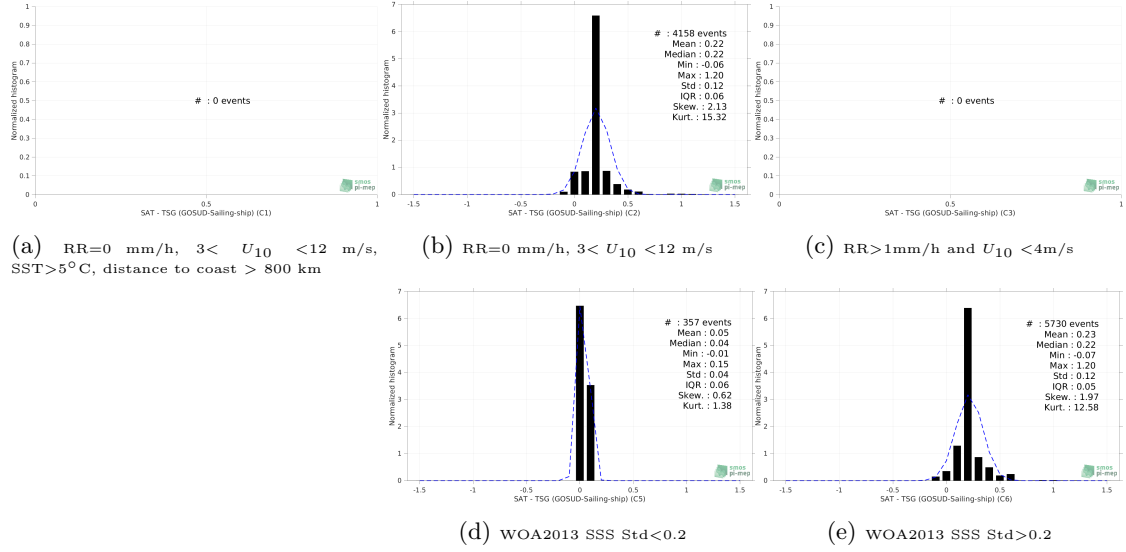 1
0.9
0.8
0.7
0.6
0.5
0.4
0.3
0.2
0.1
0
Normalized histogram
# : 0 events
0 0.5 1
SAT - TSG (GOSUD-Sailing-ship) (C1)
smos
pi-mep
(a) RR=0 mm/h, 3< U10 <12 m/s,
SST>5°C, distance to coast > 800 km
7
6
5
4
3
2
1
0
Normalized histogram
# : 4158 events
Mean : 0.22
Median : 0.22
Min : -0.06
Max : 1.20
Std : 0.12
IQR : 0.06
Skew. : 2.13
Kurt. : 15.32
-1.5 -1 -0.5 0 0.5 1 1.5
SAT - TSG (GOSUD-Sailing-ship) (C2)
smos
pi-mep
(b) RR=0 mm/h, 3< U10 <12 m/s
1
0.9
0.8
0.7
0.6
0.5
0.4
0.3
0.2
0.1
0
Normalized histogram
# : 0 events
0 0.5 1
SAT - TSG (GOSUD-Sailing-ship) (C3)
smos
pi-mep
(c) RR>1mm/h and U10 <4m/s
7
6
5
4
3
2
1
0
Normalized histogram
# : 357 events
Mean : 0.05
Median : 0.04
Min : -0.01
Max : 0.15
Std : 0.04
IQR : 0.06
Skew. : 0.62
Kurt. : 1.38
-1.5 -1 -0.5 0 0.5 1 1.5
SAT - TSG (GOSUD-Sailing-ship) (C5)
smos
pi-mep
(d) WOA2013 SSS Std<0.2
7
6
5
4
3
2
1
0
Normalized histogram
# : 5730 events
Mean : 0.23
Median : 0.22
Min : -0.07
Max : 1.20
Std : 0.12
IQR : 0.05
Skew. : 1.97
Kurt. : 12.58
-1.5 -1 -0.5 0 0.5 1 1.5
SAT - TSG (GOSUD-Sailing-ship) (C6)
smos
pi-mep
(e) WOA2013 SSS Std>0.2